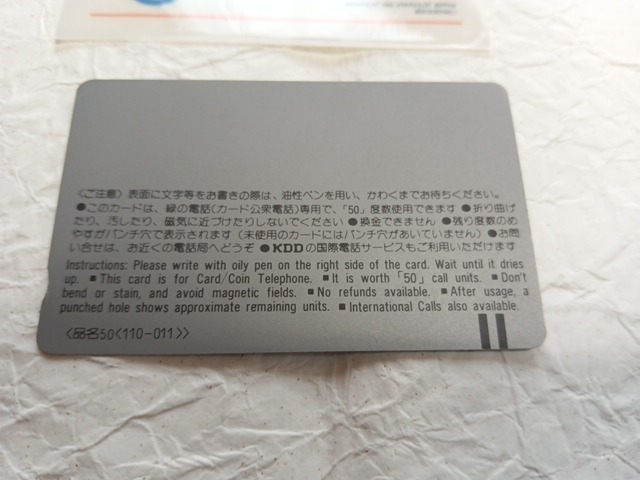 〈ご注意〉表面に文字等をお書きの際は、油性ペンを用い、かわくまでお待ちください。
●このカードは、緑の電話(カード公衆電話)専用で、「50」度数使用できます ●折り曲げ
たり、汚したり、磁気に近づけたりしないでください ●換金できません ●残り度数のめ
やすがパンチ穴で表示されます(未使用のカードにはパンチ穴があいていません) ●お問
い合せは、お近くの電話局へどうぞ ●KDDの国際電話サービスもご利用いただけます
Instructions: Please write with oily pen on the right side of the card. Wait until it dries
up. ■ This card is for Card/Coin Telephone. ■ It is worth「50」call units. ■ Don't
bend or stain, and avoid magnetic fields. ■ No refunds available. ■ After usage, a
punched hole shows approximate remaining units. ■ International Calls also available.
〈品名50〈110-011〉〉